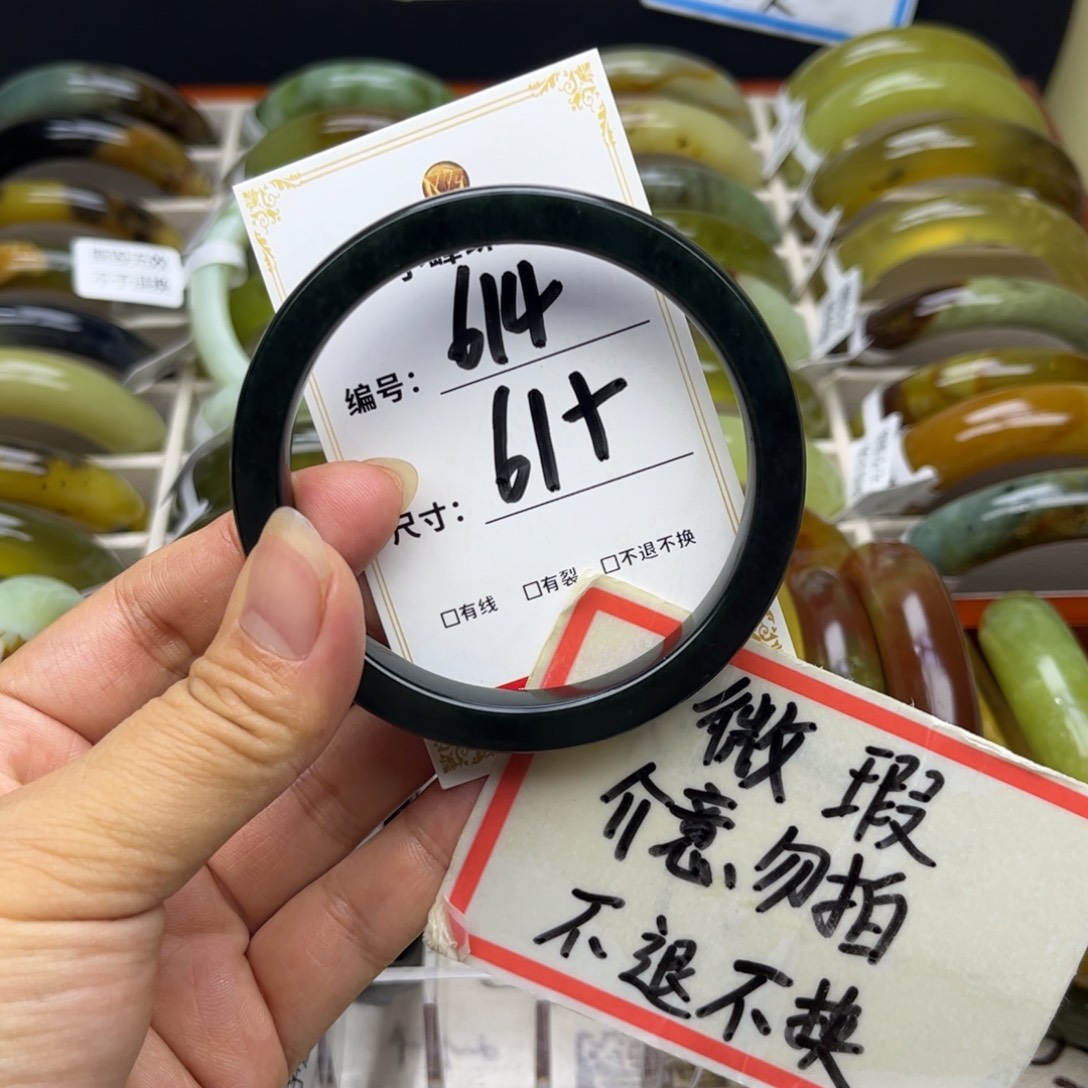 编号: 614
尺寸: 61+
□有线 □有裂 □不退不换
微瑕
介意勿拍
不退不换